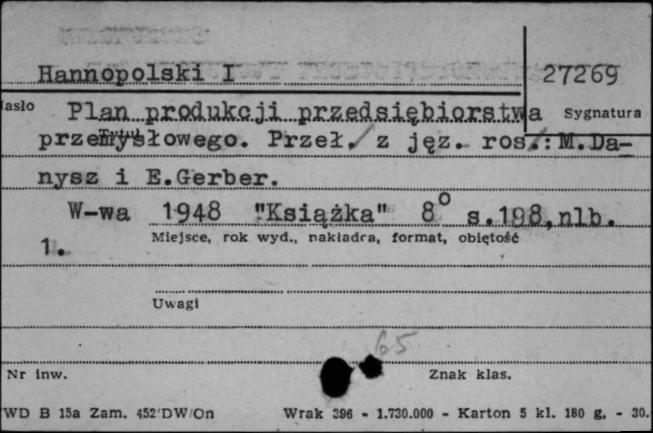 Hannopolski I 27269
Hasło Plan produkcji przedsiębiorstwa Sygnatura
przemysłowego. Przeł. z jęz. ros.: M.Da-
Tytuł
nysz i E.Gerber.
W-wa 1948 "Książka" 8° s.198,nlb.
1. Miejsce, rok wyd., nakładca, format, objętość
Uwagi
65
Nr inw. Znak klas.
WD B 15a Zam. 452/DW/On Wrak 396 - 1.730.000 - Karton 5 kl. 180 g. - 30.